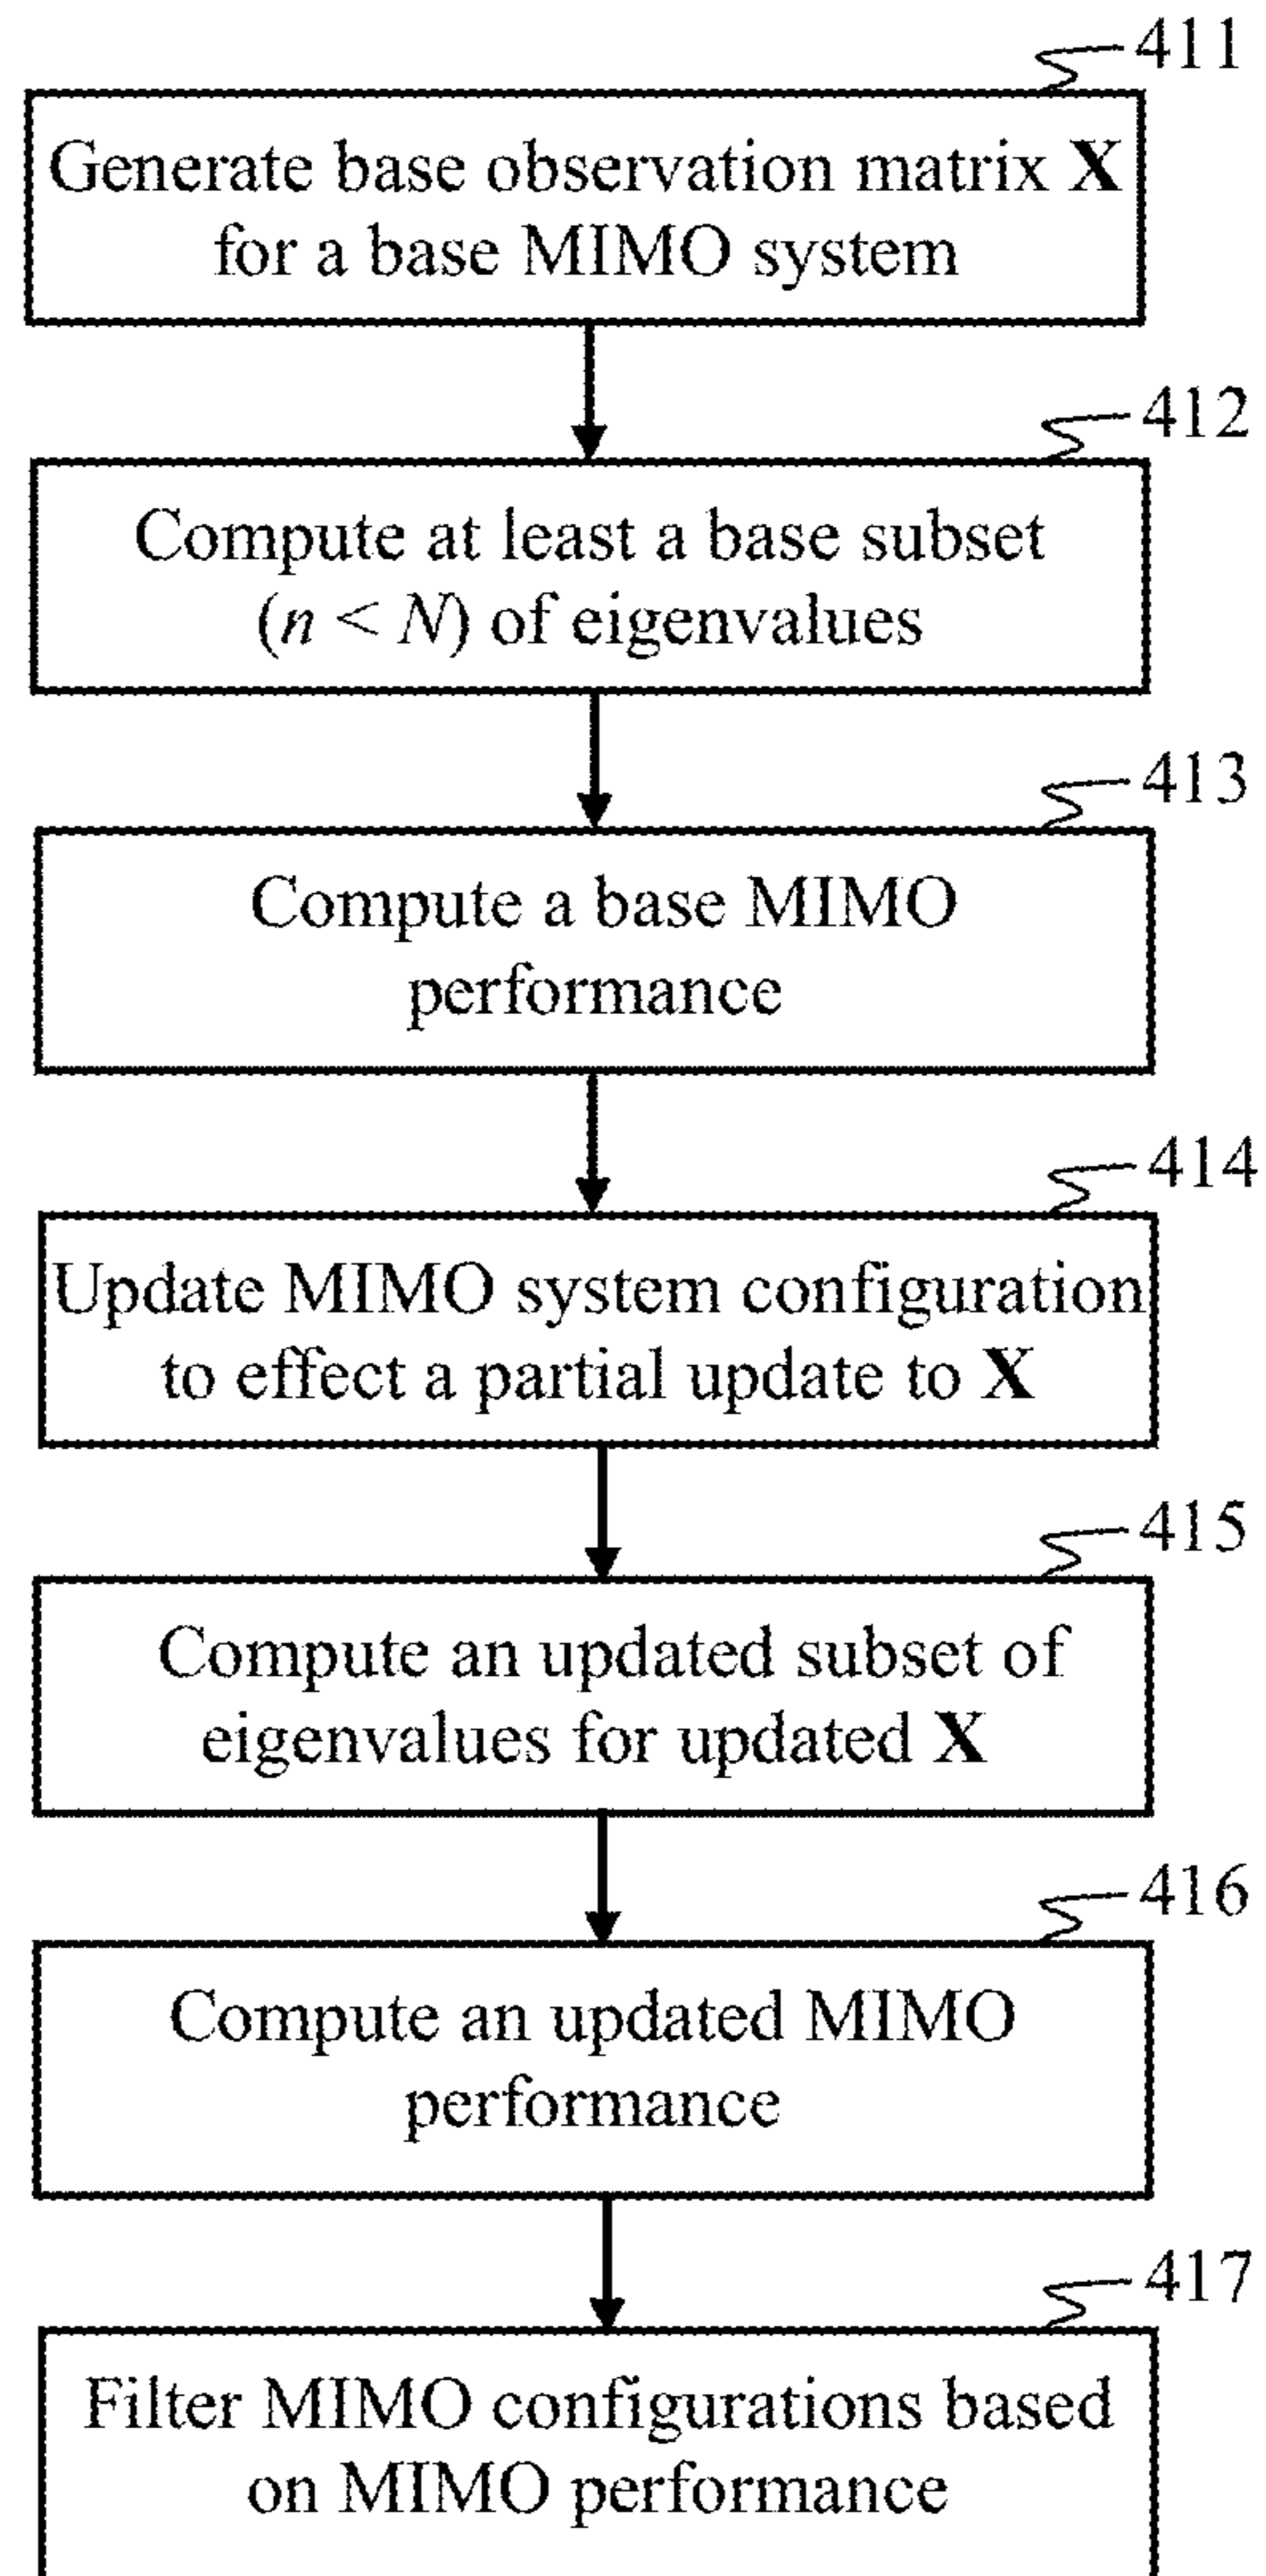 411
Generate base observation matrix X
for a base MIMO system
412
Compute at least a base subset
(n < N) of eigenvalues
413
Compute a base MIMO
performance
414
Update MIMO system configuration
to effect a partial update to X
415
Compute an updated subset of
eigenvalues for updated X
416
Compute an updated MIMO
performance
417
Filter MIMO configurations based
on MIMO performance